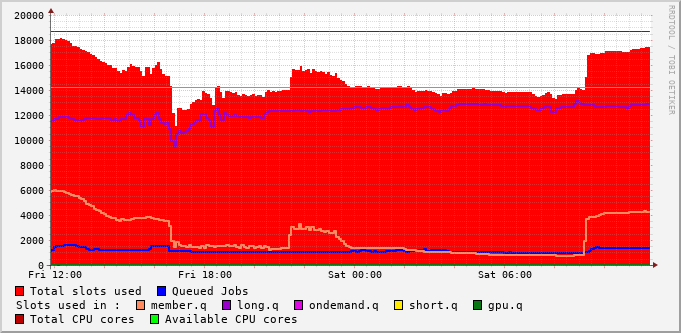 20000
18000
16000
14000
12000
10000
8000
6000
4000
2000
0
Fri 12:00 Fri 18:00 Sat 00:00 Sat 06:00
Total slots used Queued Jobs
Slots used in : member.q long.q ondemand.q short.q gpu.q
Total CPU cores Available CPU cores
RRDTOOL / TOBI OETIKER